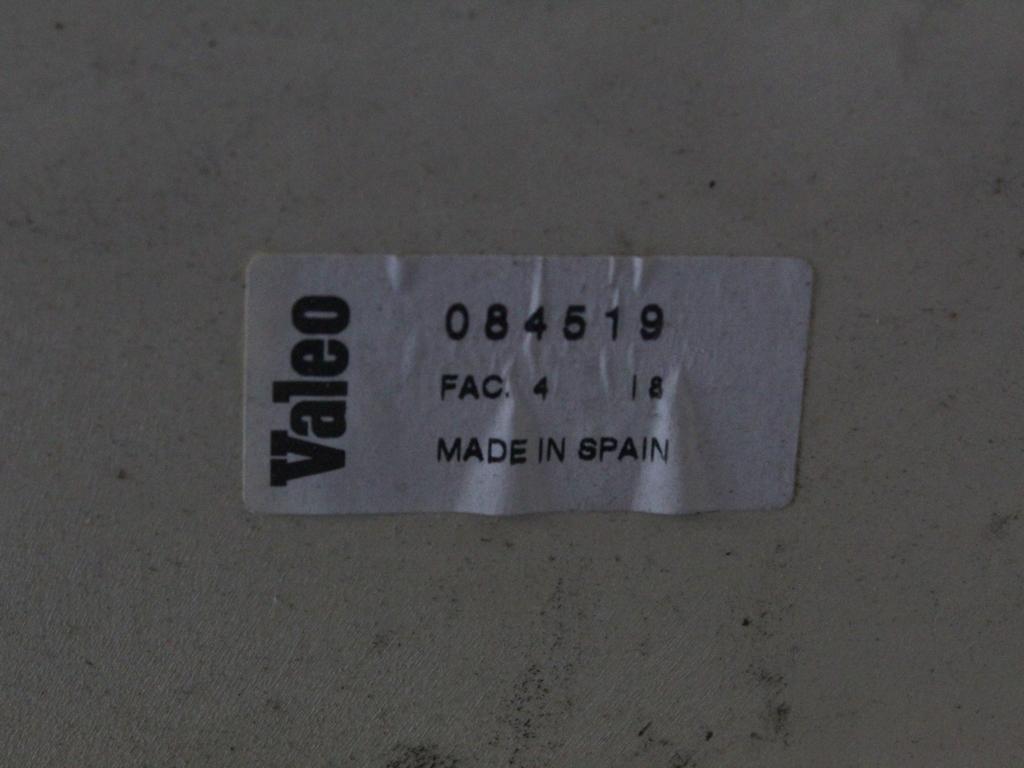 Valeo
084519
FAC. 4 18
MADE IN SPAIN